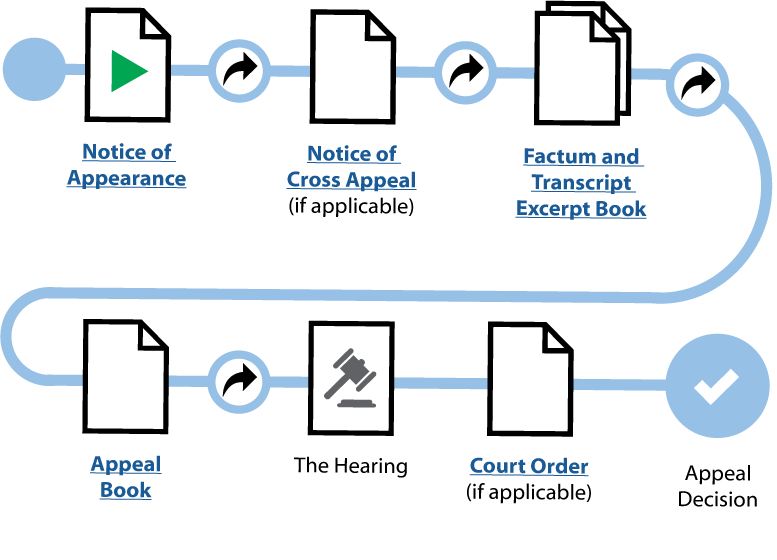 Notice of
Appearance
Notice of
Cross Appeal
(if applicable)
Factum and
Transcript
Excerpt Book
Appeal
Book
The Hearing
Court Order
(if applicable)
Appeal
Decision